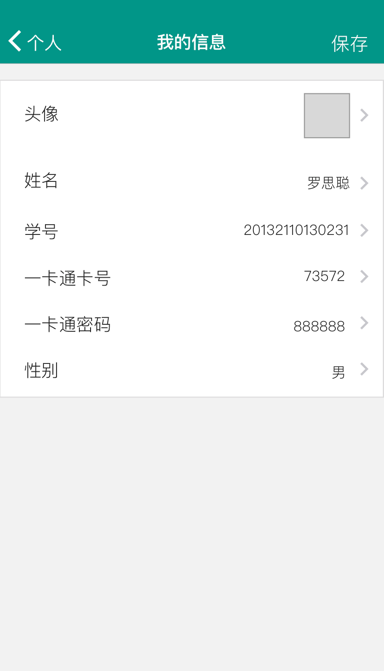 个人 我的信息 保存
头像
姓名 罗思聪
学号 20132110130231
一卡通卡号 73572
一卡通密码 888888
性别 男